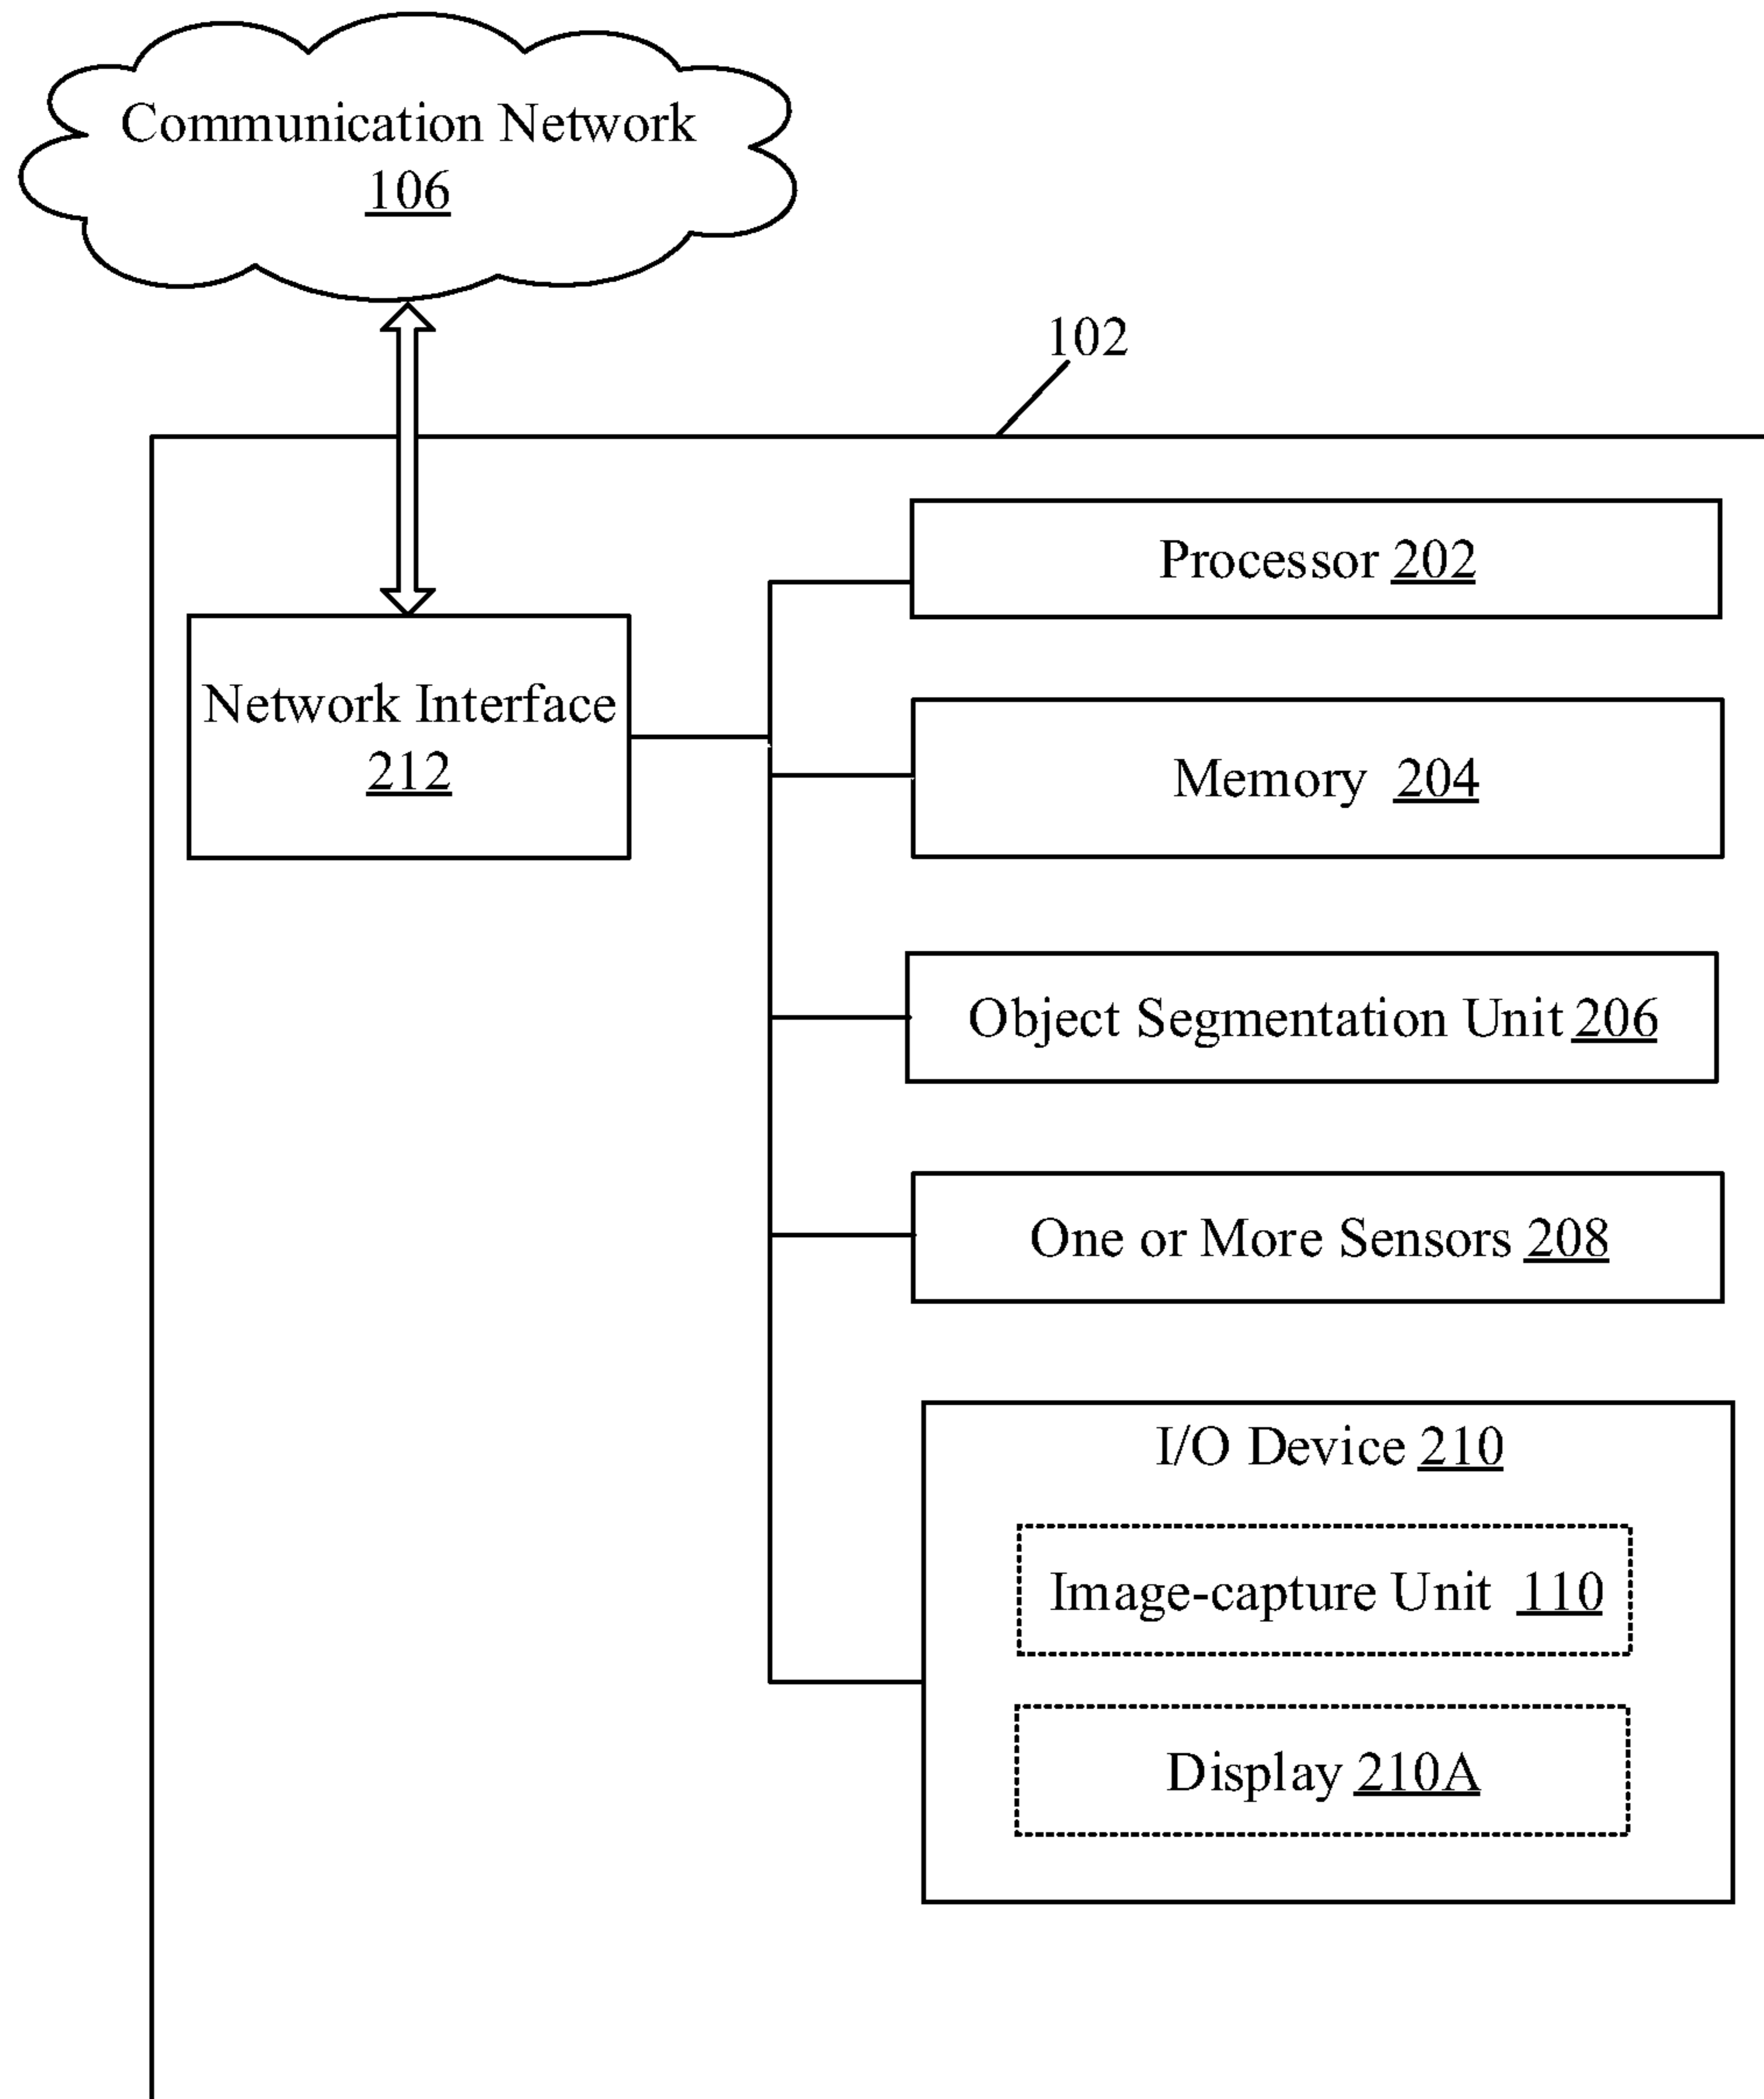 Communication Network
106
102
Processor 202
Network Interface
212
Memory 204
Object Segmentation Unit 206
One or More Sensors 208
I/O Device 210
Image-capture Unit 110
Display 210A